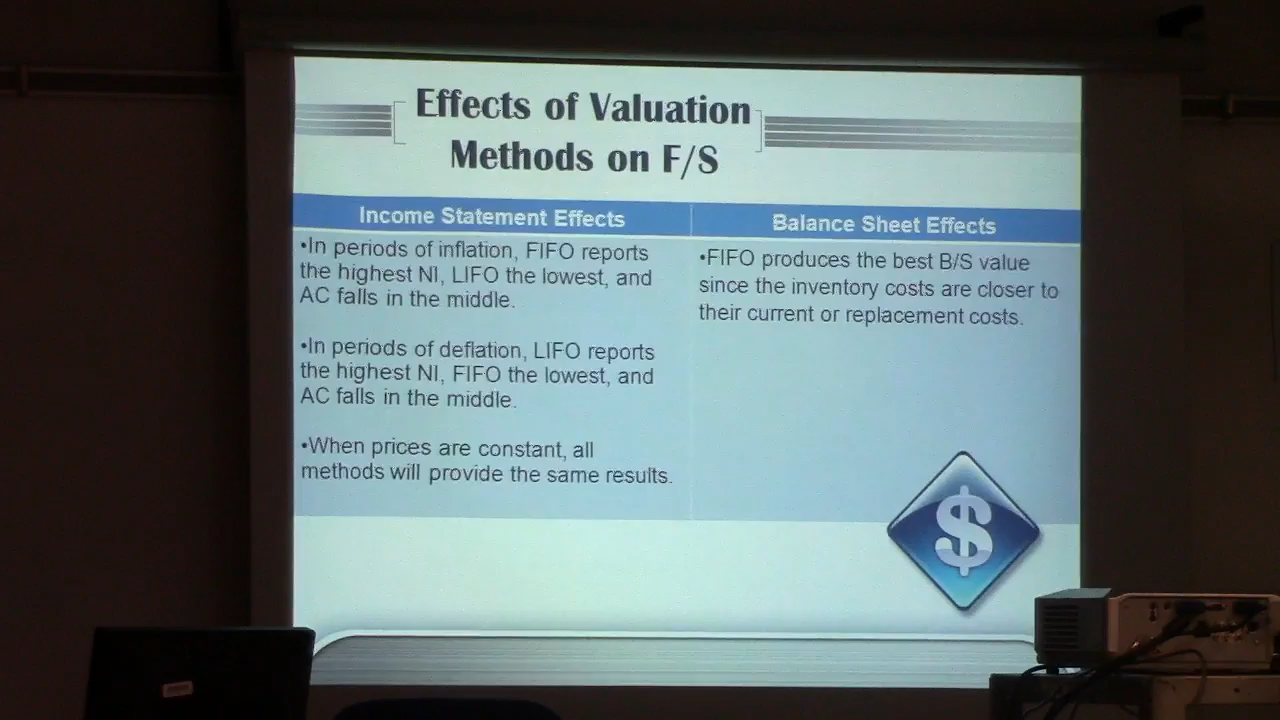 Effects of Valuation
Methods on F/S
Income Statement Effects
•In periods of inflation, FIFO reports
the highest NI, LIFO the lowest, and
AC falls in the middle.
•In periods of deflation, LIFO reports
the highest NI, FIFO the lowest, and
AC falls in the middle.
•When prices are constant, all
methods will provide the same results.
Balance Sheet Effects
•FIFO produces the best B/S value
since the inventory costs are closer to
their current or replacement costs.
$